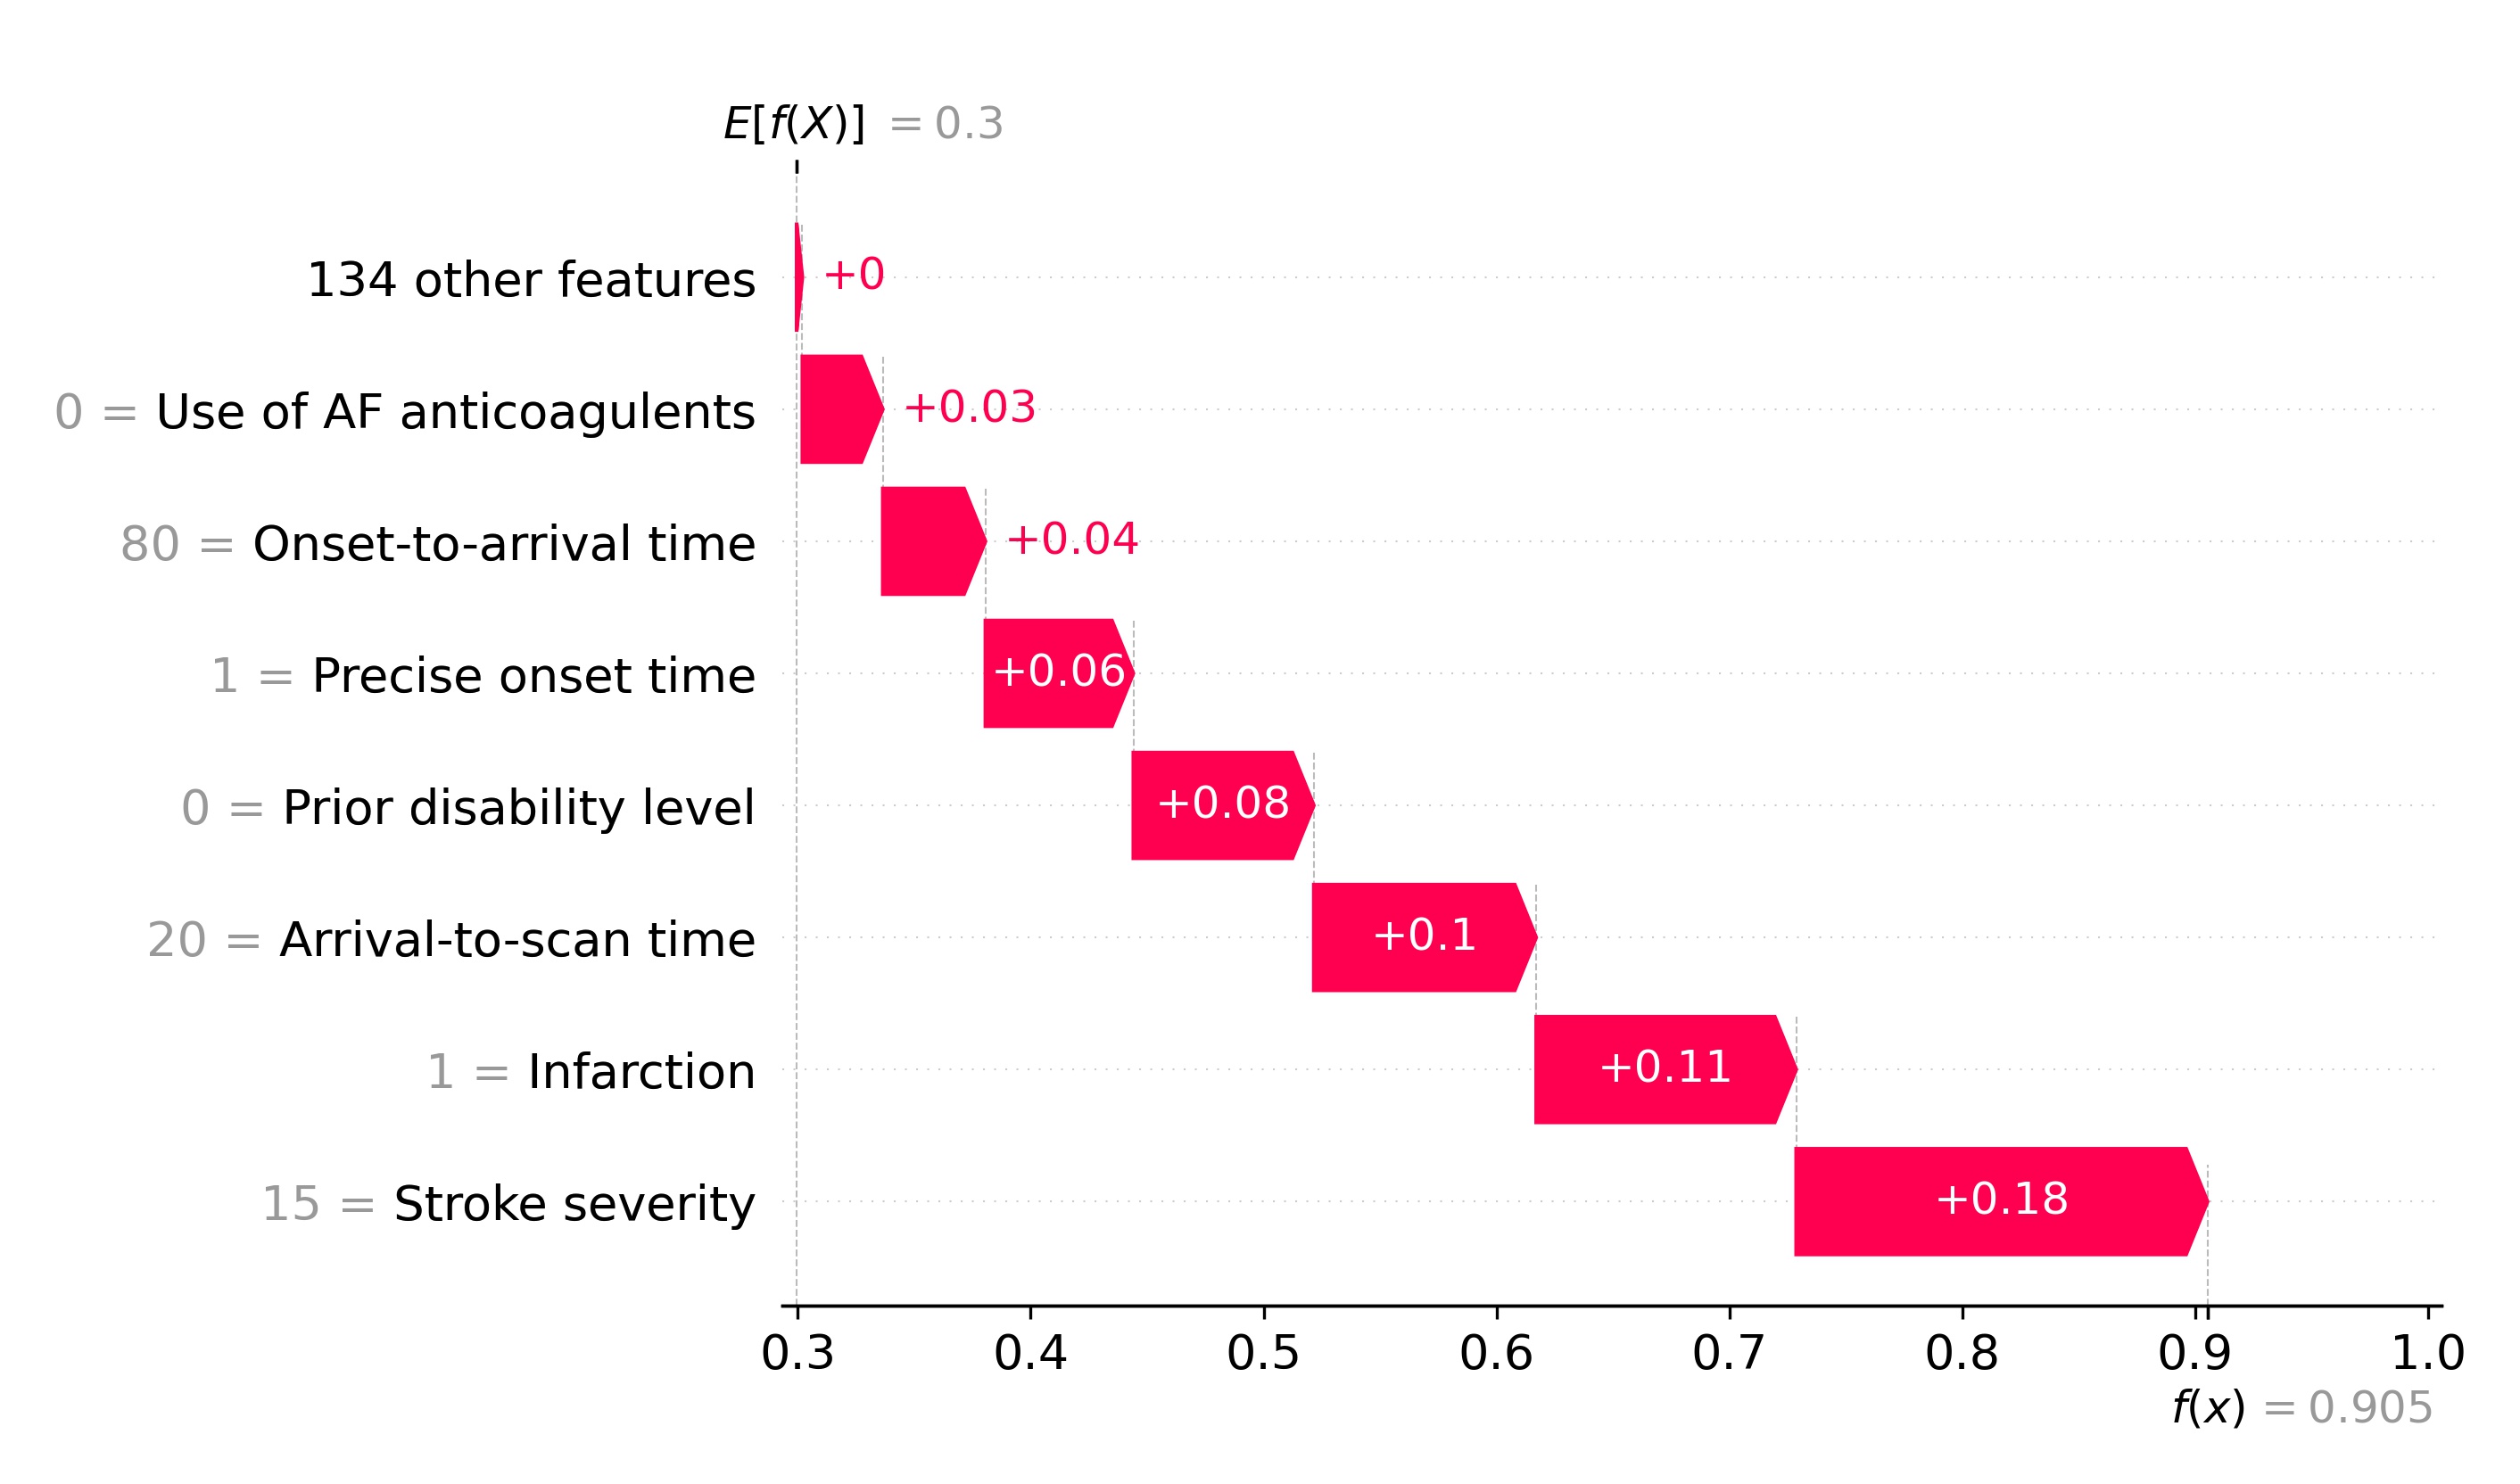 E[f(X)] = 0.3
134 other features +0
0 = Use of AF anticoagulents +0.03
80 = Onset-to-arrival time +0.04
1 = Precise onset time +0.06
0 = Prior disability level +0.08
20 = Arrival-to-scan time +0.1
1 = Infarction +0.11
15 = Stroke severity +0.18
0.3 0.4 0.5 0.6 0.7 0.8 0.9 1.0
f(x) = 0.905